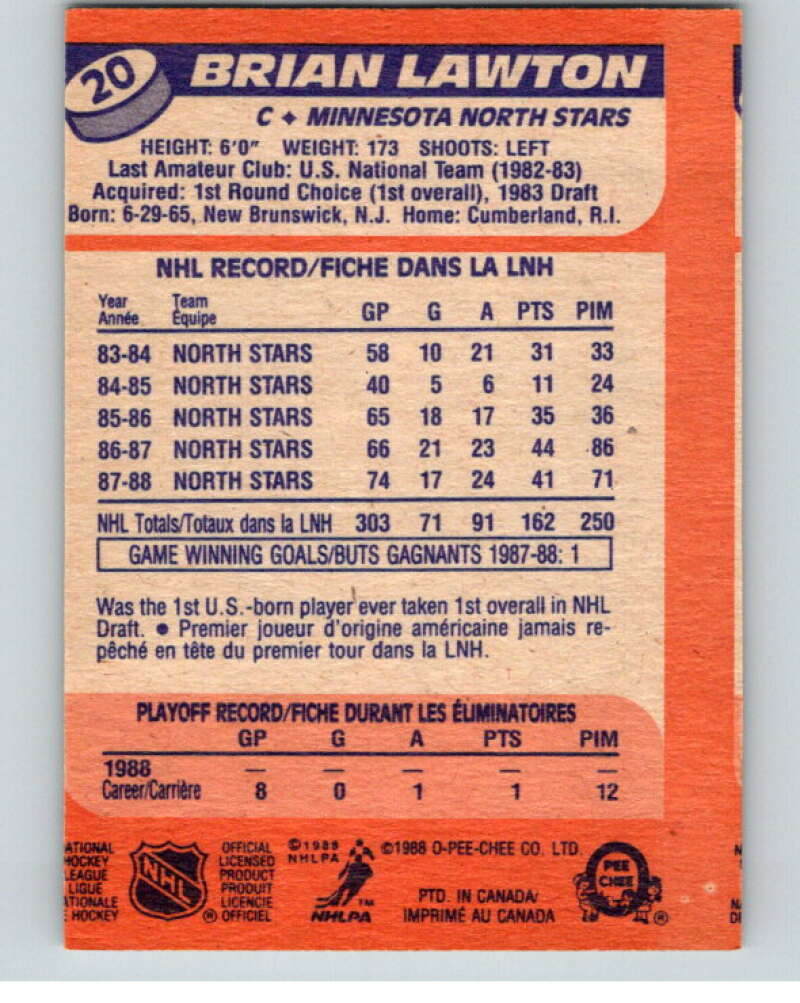 20
BRIAN LAWTON
C ♦ MINNESOTA NORTH STARS
HEIGHT: 6'0" WEIGHT: 173 SHOOTS: LEFT
Last Amateur Club: U.S. National Team (1982-83)
Acquired: 1st Round Choice (1st overall), 1983 Draft
Born: 6-29-65, New Brunswick, N.J. Home: Cumberland, R.I.
NHL RECORD/FICHE DANS LA LNH
Year Team
Année Équipe GP G A PTS PIM
83-84 NORTH STARS 58 10 21 31 33
84-85 NORTH STARS 40 5 6 11 24
85-86 NORTH STARS 65 18 17 35 36
86-87 NORTH STARS 66 21 23 44 86
87-88 NORTH STARS 74 17 24 41 71
NHL Totals/Totaux dans la LNH 303 71 91 162 250
GAME WINNING GOALS/BUTS GAGNANTS 1987-88: 1
Was the 1st U.S.-born player ever taken 1st overall in NHL
Draft. ● Premier joueur d'origine américaine jamais re-
pêché en tête du premier tour dans la LNH.
PLAYOFF RECORD/FICHE DURANT LES ÉLIMINATOIRES
GP G A PTS PIM
1988 — — — — —
Career/Carrière 8 0 1 1 12
ATIONAL
HOCKEY
LEAGUE
LIGUE
ATIONALE
E HOCKEY
NHL
OFFICIAL
LICENSED
PRODUCT
PRODUIT
LICENCIE
® OFFICIEL
©1988
NHLPA
TM
NHLPA
©1988 O-PEE-CHEE CO. LTD.
PTD. IN CANADA/
IMPRIMÉ AU CANADA
PEE
CHEE
®